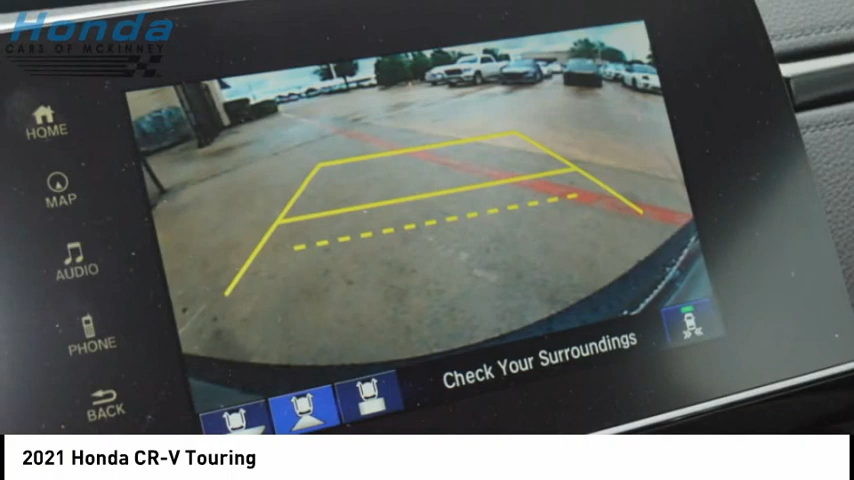 Honda
CARS OF MCKINNEY
HOME
MAP
AUDIO
PHONE
BACK
Check Your Surroundings
2021 Honda CR-V Touring